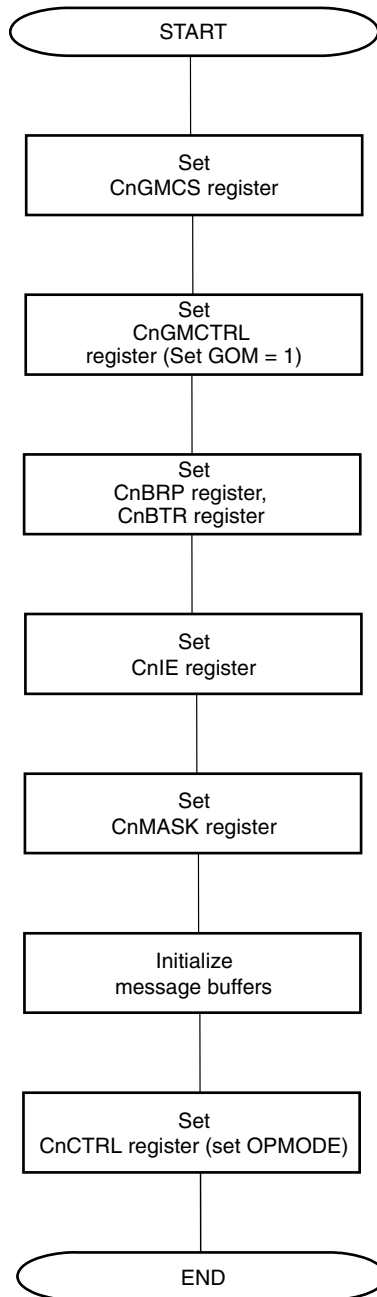 START
Set
CnGMCS register
Set
CnGMCTRL
register (Set GOM = 1)
Set
CnBRP register,
CnBTR register
Set
CnIE register
Set
CnMASK register
Initialize
message buffers
Set
CnCTRL register (set OPMODE)
END